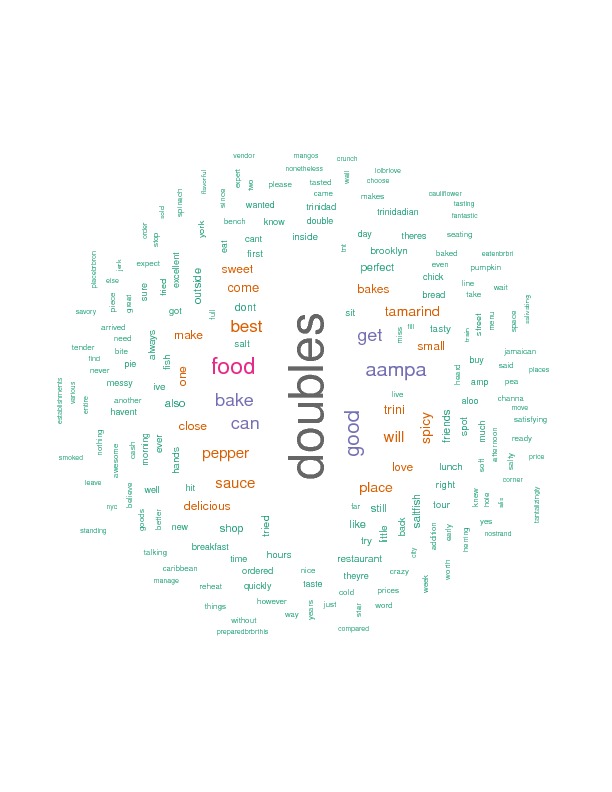 vendor
mangos
crunch
nonetheless
lolbrlove
flavorful
expert
two
please
tasted
wall
choose
since
came
makes
cauliflower
spinach
wanted
trinidad
trinidadian
tasting
sold
bench
know
double
fantastic
order
stop
york
eat
cant
inside
day
theres
seating
first
tnt
brooklyn
baked
eatenbrbri
placebrbron
jerk
expect
excellent
outside
sweet
perfect
even
pumpkin
else
sure
tried
come
bakes
chick
line
wait
piece
great
bread
take
savory
got
full
dont
sit
tamarind
street
menu
space
salivating
arrived
best
fill
tasty
need
always
make
salt
get
miss
train
tender
bite
small
jamaican
find
pie
fish
food
doubles
buy
said
never
one
aampa
heard
places
establishments
various
messy
ive
amp
pea
entire
another
also
bake
live
aloo
channa
havent
can
good
trini
spicy
friends
spot
move
satisfying
nothing
close
will
much
afternoon
ready
smoked
awesome
cash
morning
ever
hands
pepper
love
lunch
soft
salty
price
leave
believe
well
hit
sauce
place
right
corner
nyc
delicious
far
still
saltfish
tour
knew
hole
tantalizingly
goods
better
new
shop
tried
like
little
back
addition
early
yes
standing
try
herring
nostrand
talking
breakfast
time
hours
restaurant
city
caribbean
ordered
nice
theyre
crazy
week
manage
reheat
quickly
taste
cold
prices
things
however
years
just
star
word
without
way
preparedbrbrthis
compared